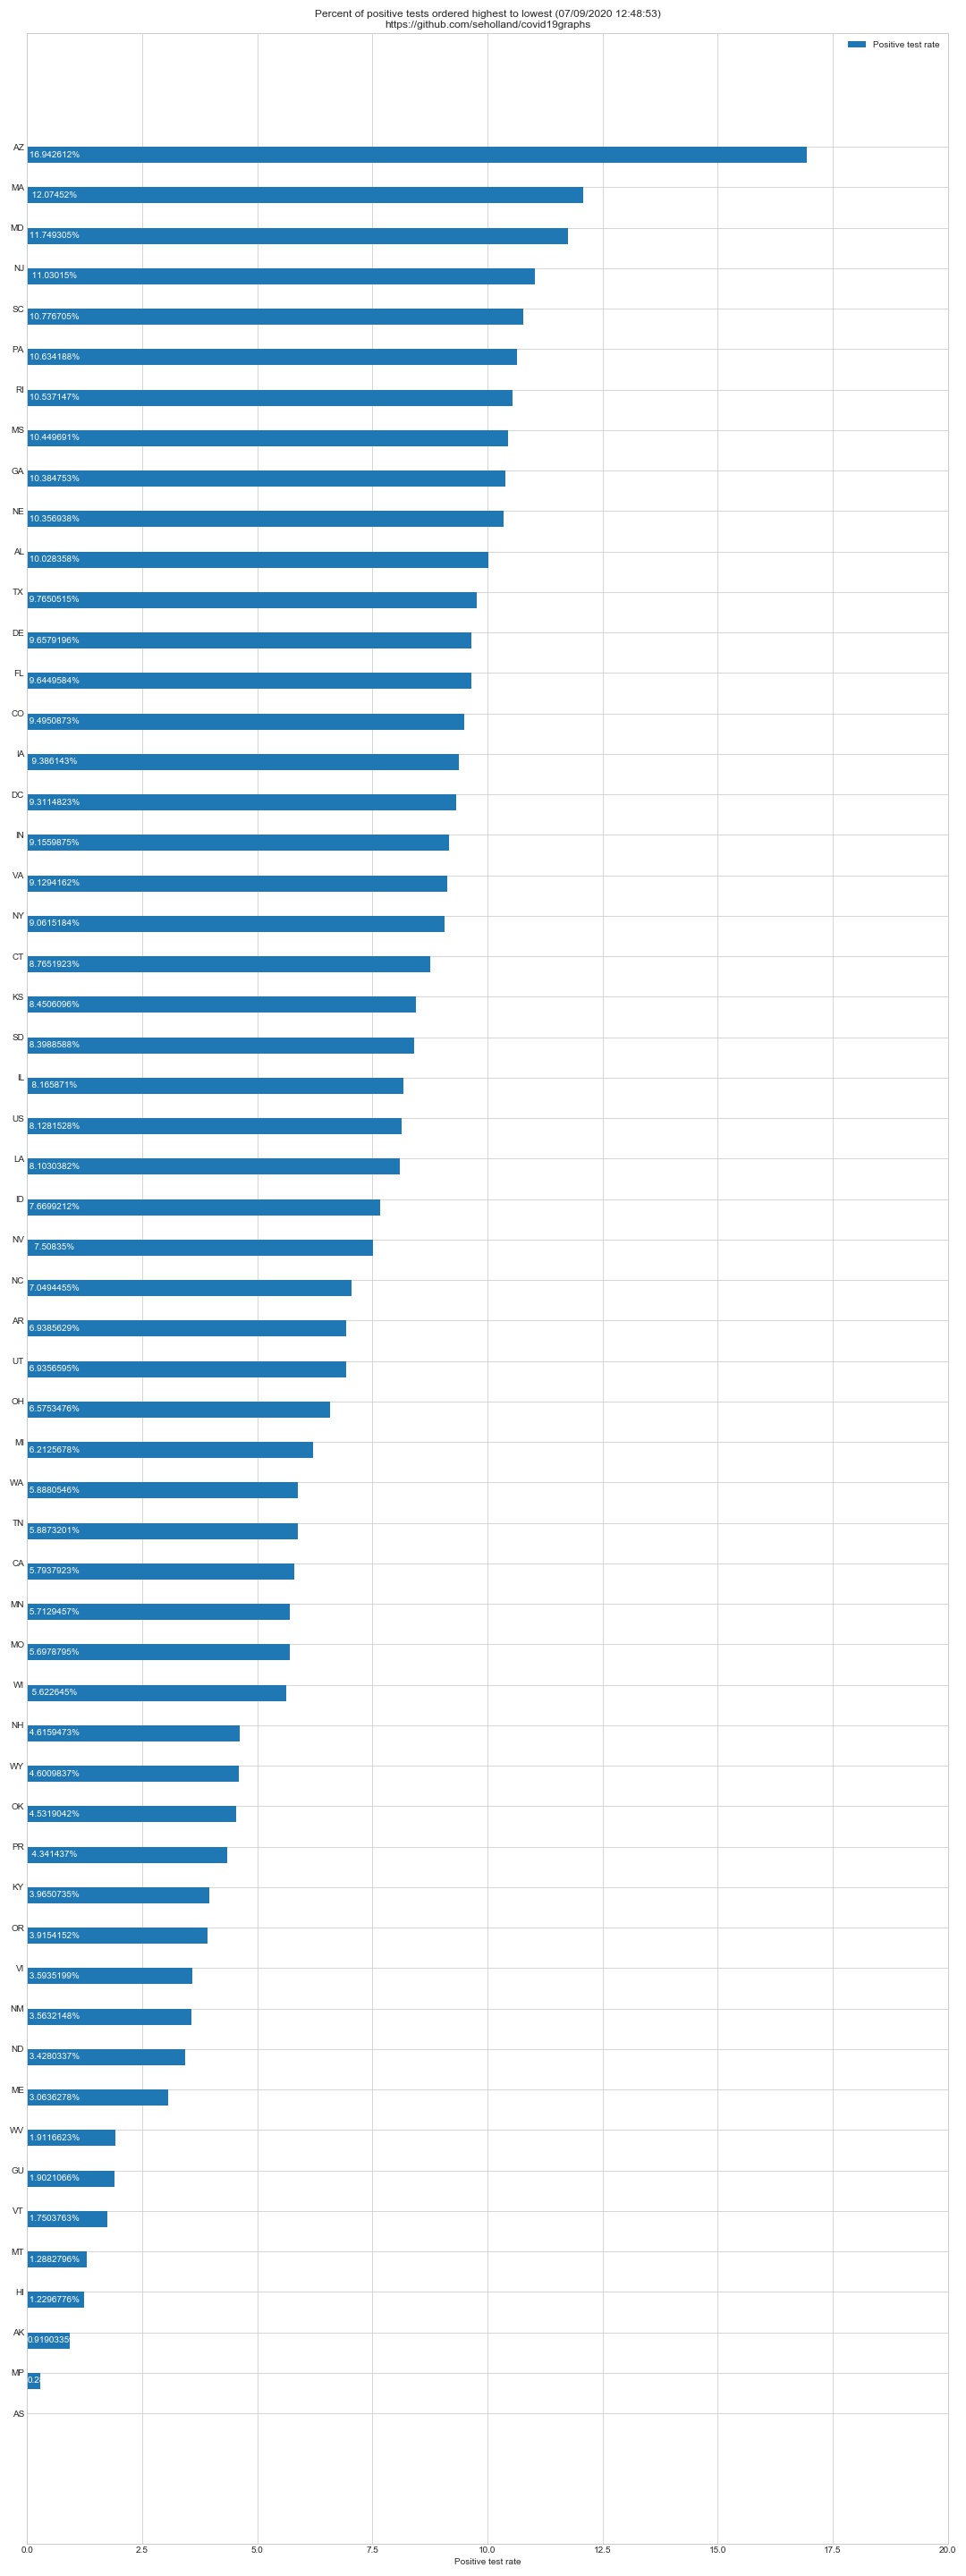 Percent of positive tests ordered highest to lowest (07/09/2020 12:48:53)
https://github.com/seholland/covid19graphs
Positive test rate
AZ 16.942612%
MA 12.07452%
MD 11.749305%
NJ 11.03015%
SC 10.776705%
PA 10.634188%
RI 10.537147%
MS 10.449691%
GA 10.384753%
NE 10.356938%
AL 10.028358%
TX 9.7650515%
DE 9.6579196%
FL 9.6449584%
CO 9.4950873%
IA 9.386143%
DC 9.3114823%
IN 9.1559875%
VA 9.1294162%
NY 9.0615184%
CT 8.7651923%
KS 8.4506096%
SD 8.3988588%
IL 8.165871%
US 8.1281528%
LA 8.1030382%
ID 7.6699212%
NV 7.50835%
NC 7.0494455%
AR 6.9385629%
UT 6.9356595%
OH 6.5753476%
MI 6.2125678%
WA 5.8880546%
TN 5.8873201%
CA 5.7937923%
MN 5.7129457%
MO 5.6978795%
WI 5.622645%
NH 4.6159473%
WY 4.6009837%
OK 4.5319042%
PR 4.341437%
KY 3.9650735%
OR 3.9154152%
VI 3.5935199%
NM 3.5632148%
ND 3.4280337%
ME 3.0636278%
WV 1.9116623%
GU 1.9021066%
VT 1.7503763%
MT 1.2882796%
HI 1.2296776%
AK 0.9190335
MP
AS
0.0 2.5 5.0 7.5 10.0 12.5 15.0 17.5 20.0
Positive test rate